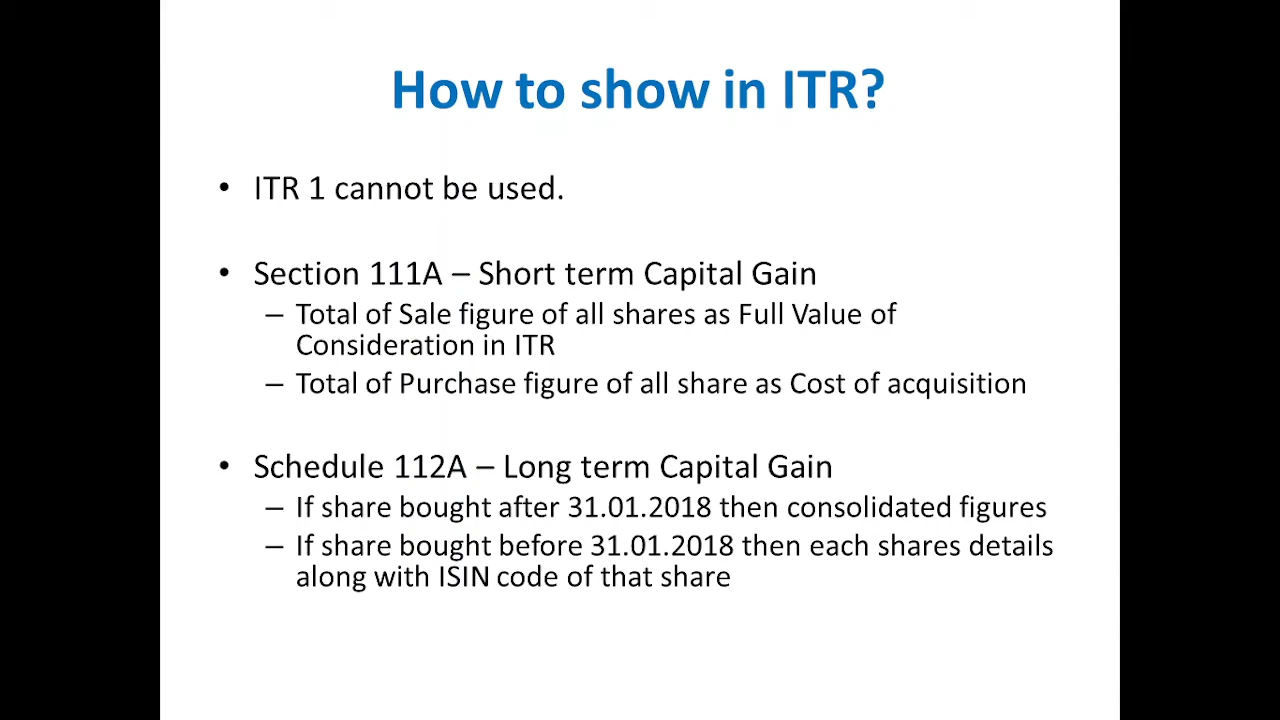 How to show in ITR?
• ITR 1 cannot be used.
• Section 111A – Short term Capital Gain
– Total of Sale figure of all shares as Full Value of
Consideration in ITR
– Total of Purchase figure of all share as Cost of acquisition
• Schedule 112A – Long term Capital Gain
– If share bought after 31.01.2018 then consolidated figures
– If share bought before 31.01.2018 then each shares details
along with ISIN code of that share